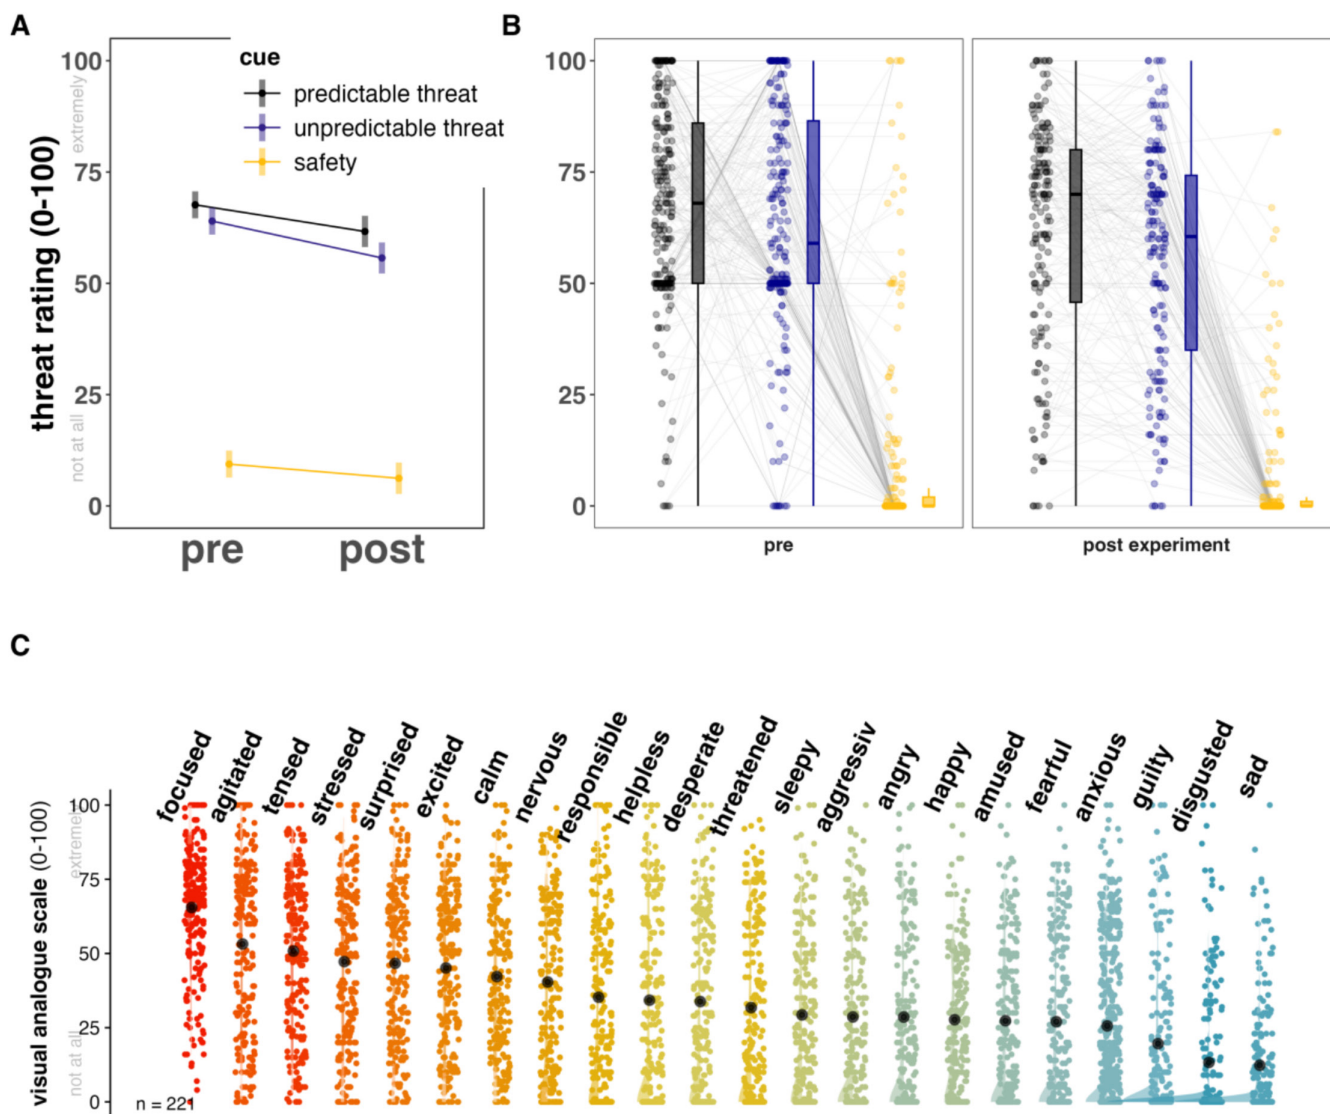 A
B
cue
predictable threat
unpredictable threat
safety
threat rating (0-100)
extremely
not at all
100
75
50
25
0
pre
post
100
75
50
25
0
pre
post experiment
C
focused
agitated
tensed
stressed
surprised
excited
calm
nervous
responsible
helpless
desperate
threatened
sleepy
aggressiv
angry
happy
amused
fearful
anxious
guilty
disgusted
sad
visual analogue scale (0-100)
extremely
not at all
100
75
50
25
0
n = 221